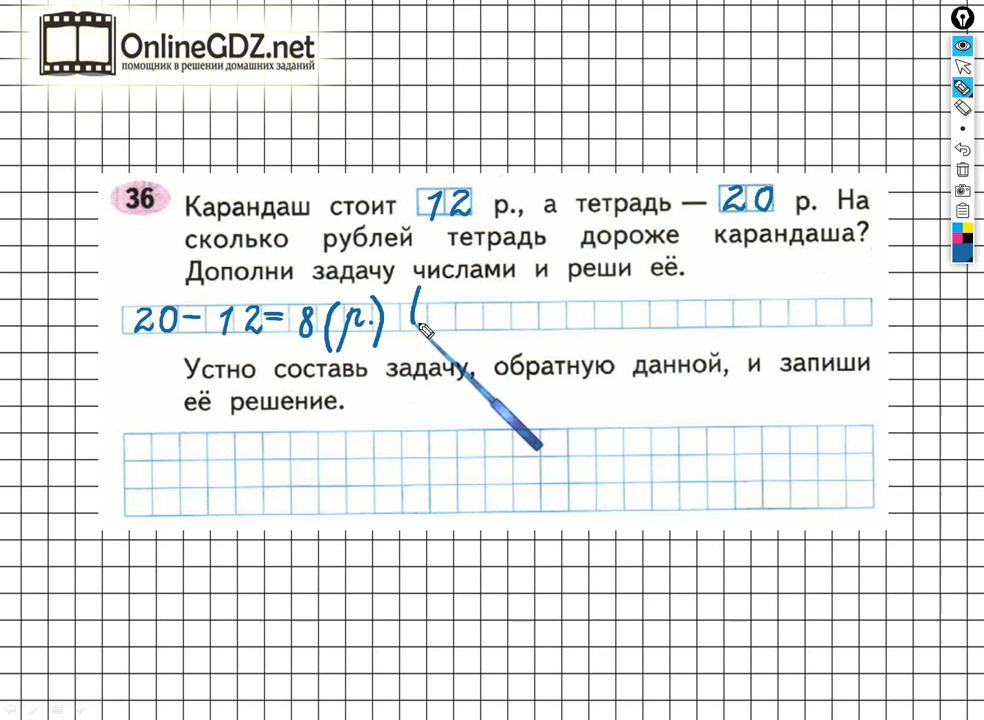 OnlineGDZ.net
помощник в решении домашних заданий
36 Карандаш стоит 12 р., а тетрадь — 20 р. На
сколько рублей тетрадь дороже карандаша?
Дополни задачу числами и реши её.
20 - 12 = 8 (р.) (
Устно составь задачу, обратную данной, и запиши
её решение.